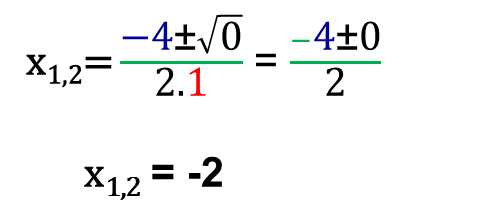 x₁,₂ = (−4±√0)/(2.1) = (−4±0)/2
x₁,₂ = -2